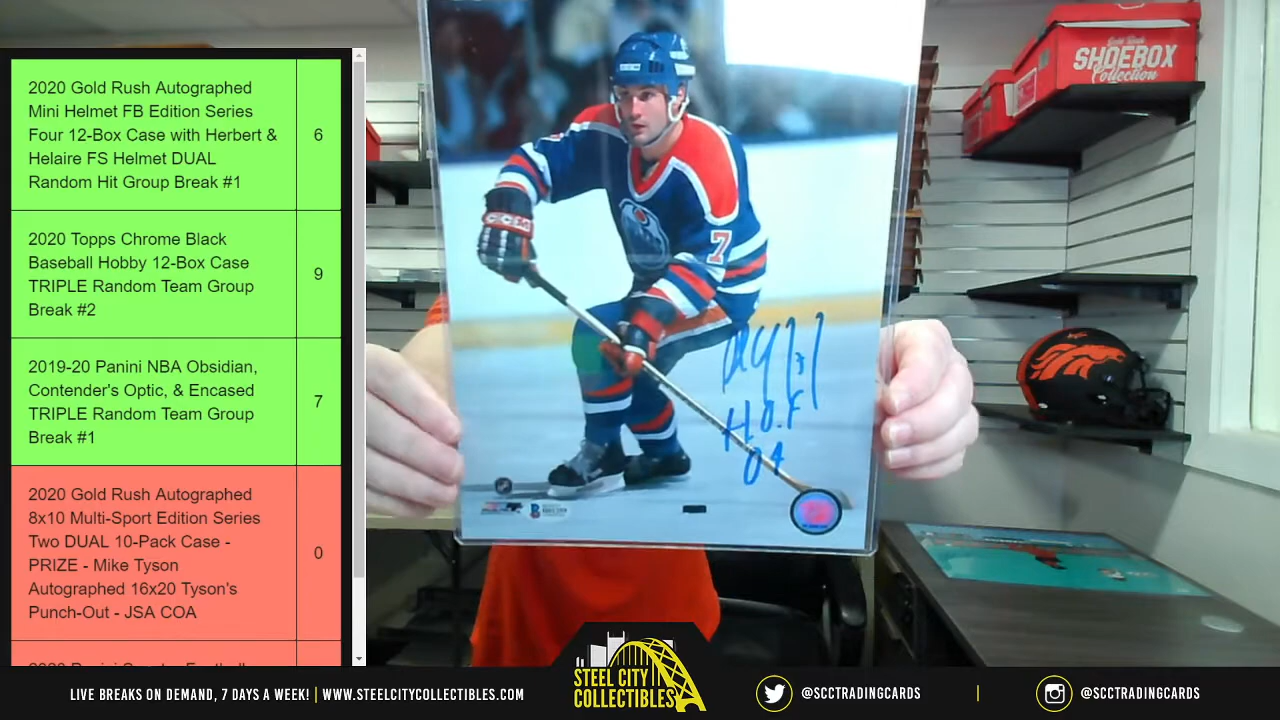 2020 Gold Rush Autographed
Mini Helmet FB Edition Series
Four 12-Box Case with Herbert &
Helaire FS Helmet DUAL
Random Hit Group Break #1
6
2020 Topps Chrome Black
Baseball Hobby 12-Box Case
TRIPLE Random Team Group
Break #2
9
2019-20 Panini NBA Obsidian,
Contender's Optic, & Encased
TRIPLE Random Team Group
Break #1
7
2020 Gold Rush Autographed
8x10 Multi-Sport Edition Series
Two DUAL 10-Pack Case -
PRIZE - Mike Tyson
Autographed 16x20 Tyson's
Punch-Out - JSA COA
0
Gold Rush
SHOEBOX
Collection
CCM
7
H.O.F
04
STEEL CITY
COLLECTIBLES
LIVE BREAKS ON DEMAND, 7 DAYS A WEEK! | WWW.STEELCITYCOLLECTIBLES.COM
@SCCTRADINGCARDS
@SCCTRADINGCARDS